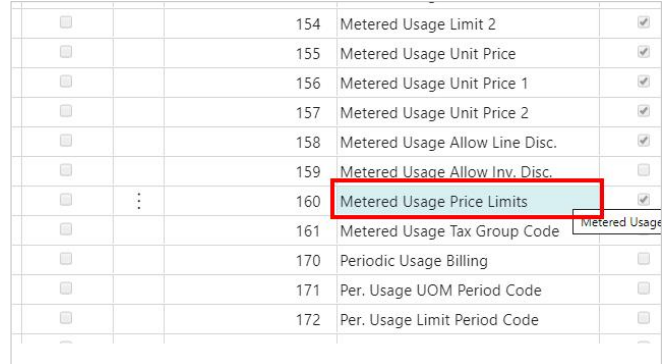 154 Metered Usage Limit 2
155 Metered Usage Unit Price
156 Metered Usage Unit Price 1
157 Metered Usage Unit Price 2
158 Metered Usage Allow Line Disc.
159 Metered Usage Allow Inv. Disc.
160 Metered Usage Price Limits
Metered Usage
161 Metered Usage Tax Group Code
170 Periodic Usage Billing
171 Per. Usage UOM Period Code
172 Per. Usage Limit Period Code